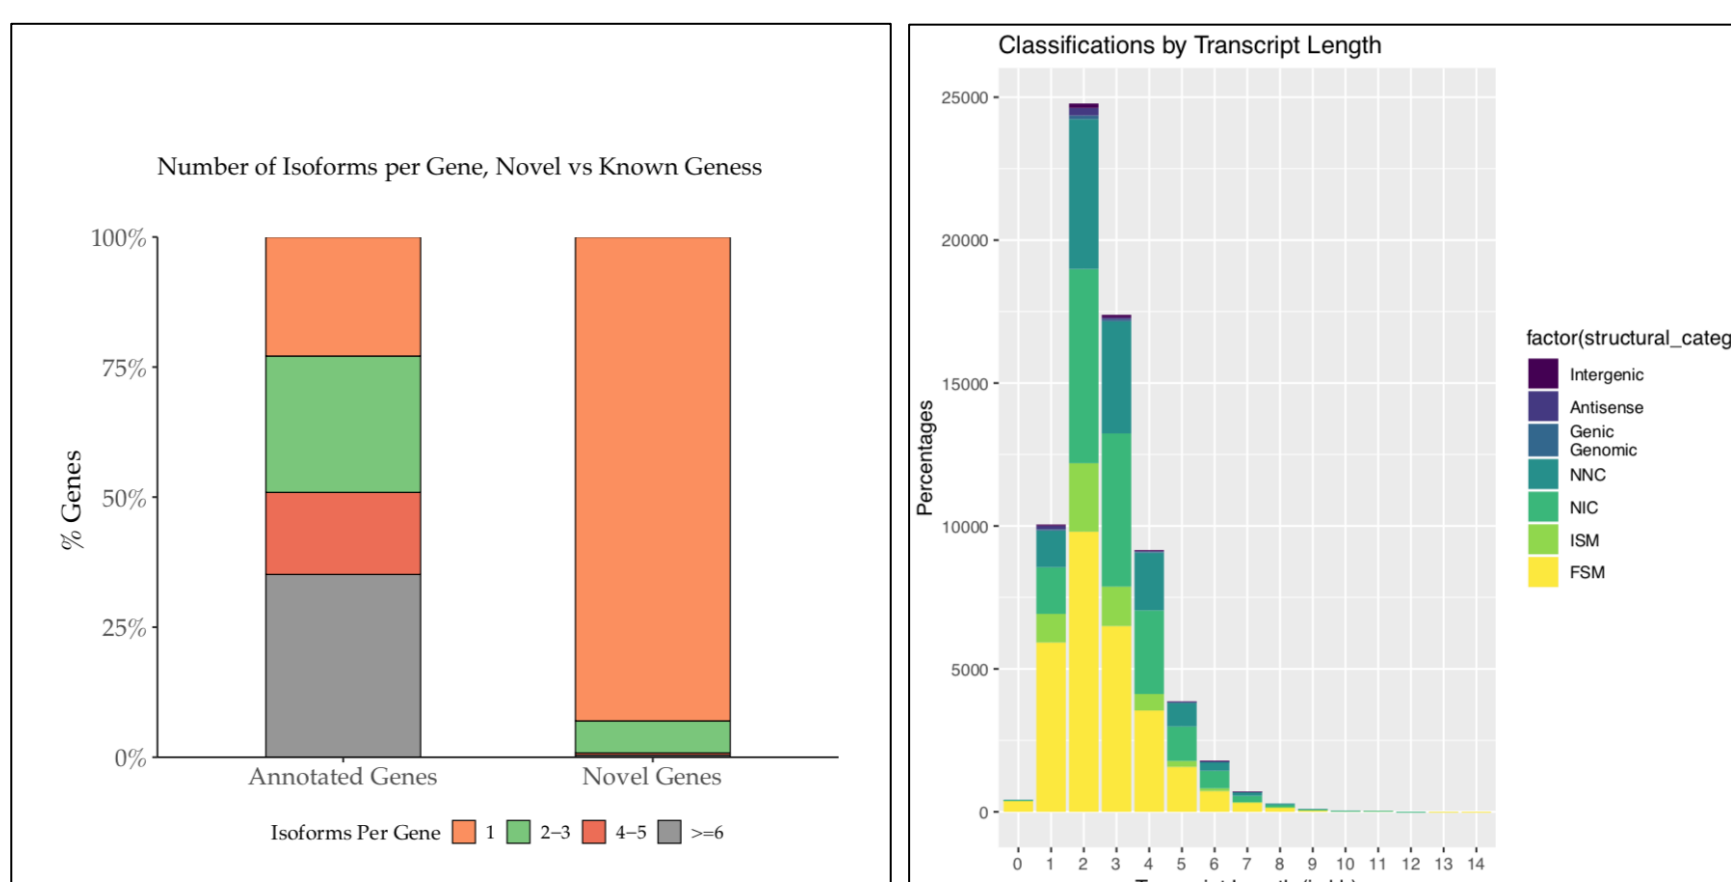 Number of Isoforms per Gene, Novel vs Known Geness
100%
75%
50%
25%
0%
% Genes
Annotated Genes
Novel Genes
Isoforms Per Gene
1
2–3
4–5
>=6
Classifications by Transcript Length
25000
20000
15000
10000
5000
0
Percentages
0 1 2 3 4 5 6 7 8 9 10 11 12 13 14
factor(structural_categ
Intergenic
Antisense
Genic
Genomic
NNC
NIC
ISM
FSM